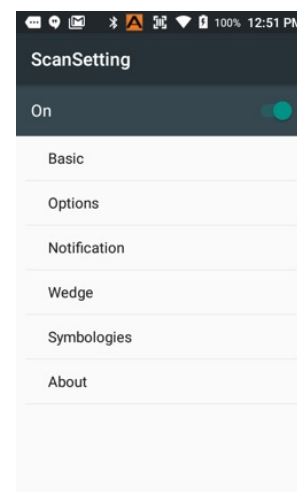 100% 12:51 PM
ScanSetting
On
Basic
Options
Notification
Wedge
Symbologies
About